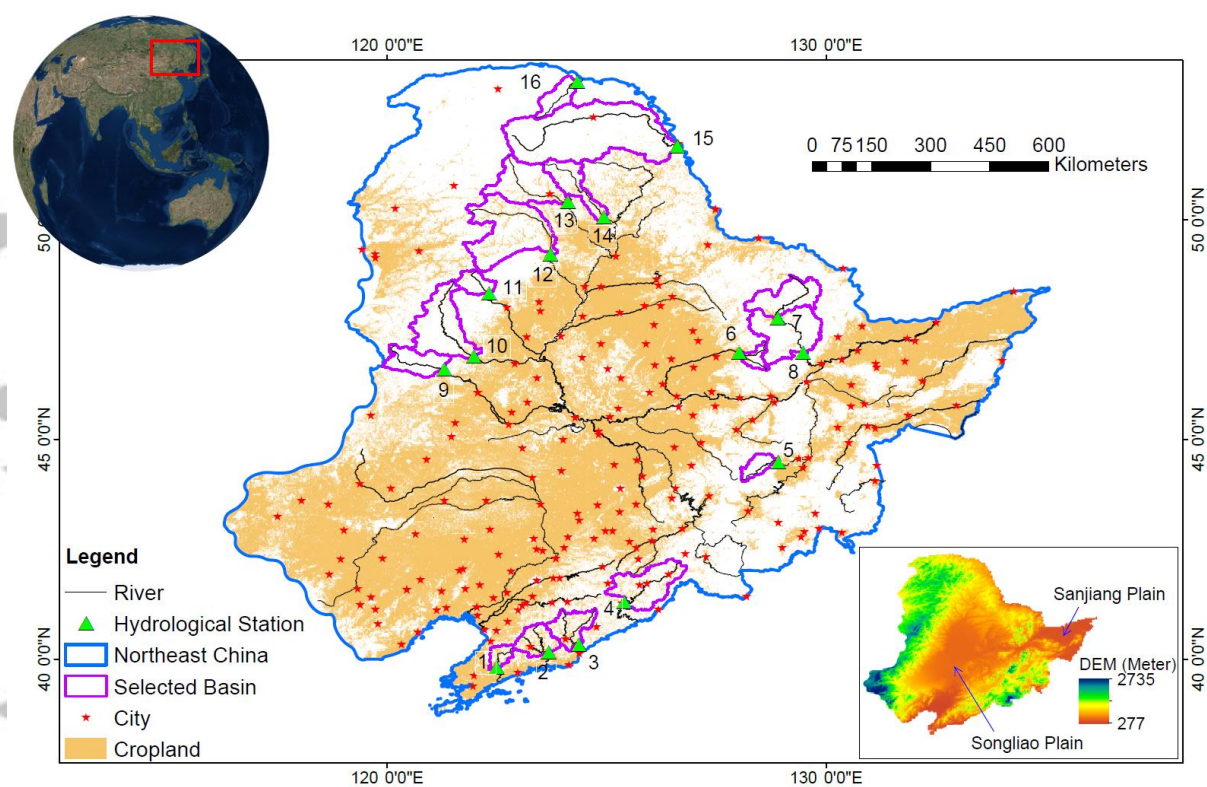 120 0'0"E
130 0'0"E
16
15
0 75 150 300 450 600
Kilometers
50 0'0"N
13
14
12
11
7
6
10
8
9
45 0'0"N
45 0'0"N
5
Legend
River
Hydrological Station
Northeast China
Selected Basin
City
Cropland
4
1
2
3
40 0'0"N
40 0'0"N
Sanjiang Plain
DEM (Meter)
2735
277
Songliao Plain
120 0'0"E
130 0'0"E